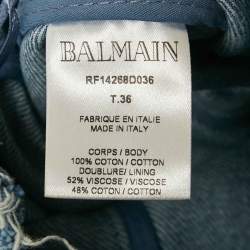 BALMAIN
RF14268D036
T.36
FABRIQUE EN ITALIE
MADE IN ITALY
CORPS / BODY
100% COTON / COTTON
DOUBLURE/ LINING
52% VISCOSE / VISCOSE
48% COTON / COTTON